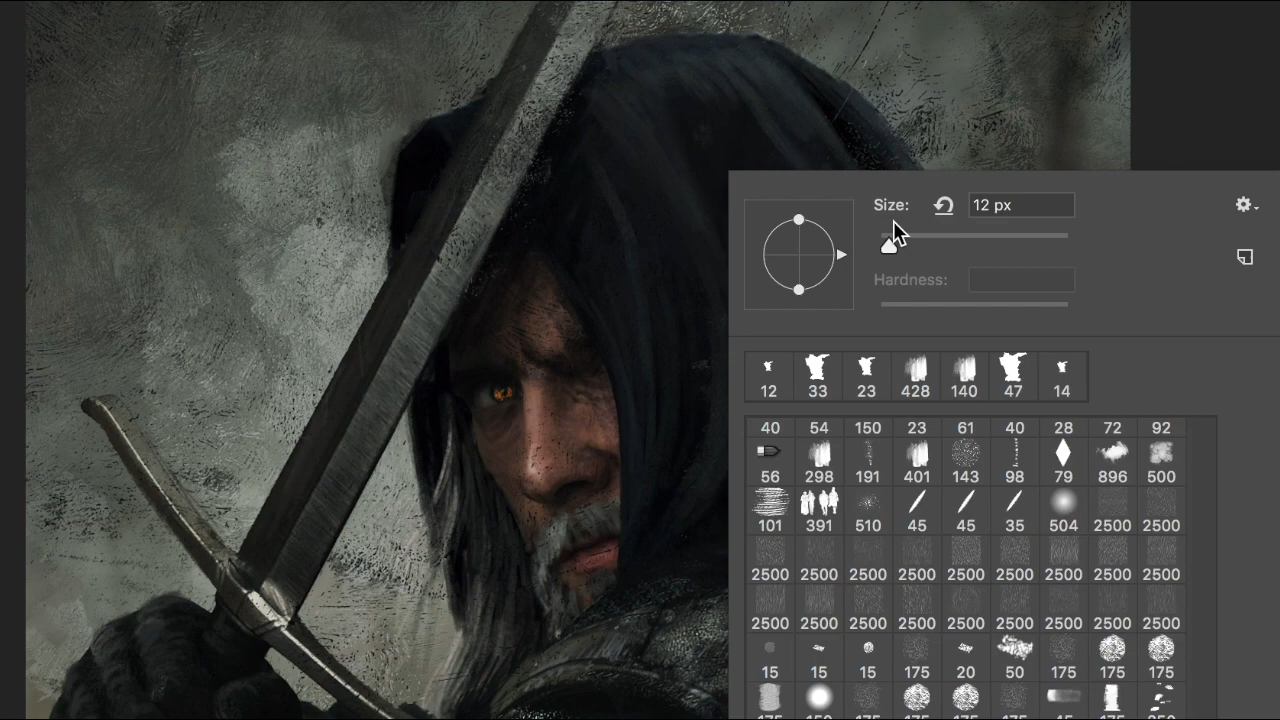 Size: 12 px
Hardness:
12 33 23 428 140 47 14
40 54 150 23 61 40 28 72 92
56 298 191 401 143 98 79 896 500
101 391 510 45 45 35 504 2500 2500
2500 2500 2500 2500 2500 2500 2500 2500 2500
2500 2500 2500 2500 2500 2500 2500 2500 2500
15 15 15 175 20 50 175 175 175